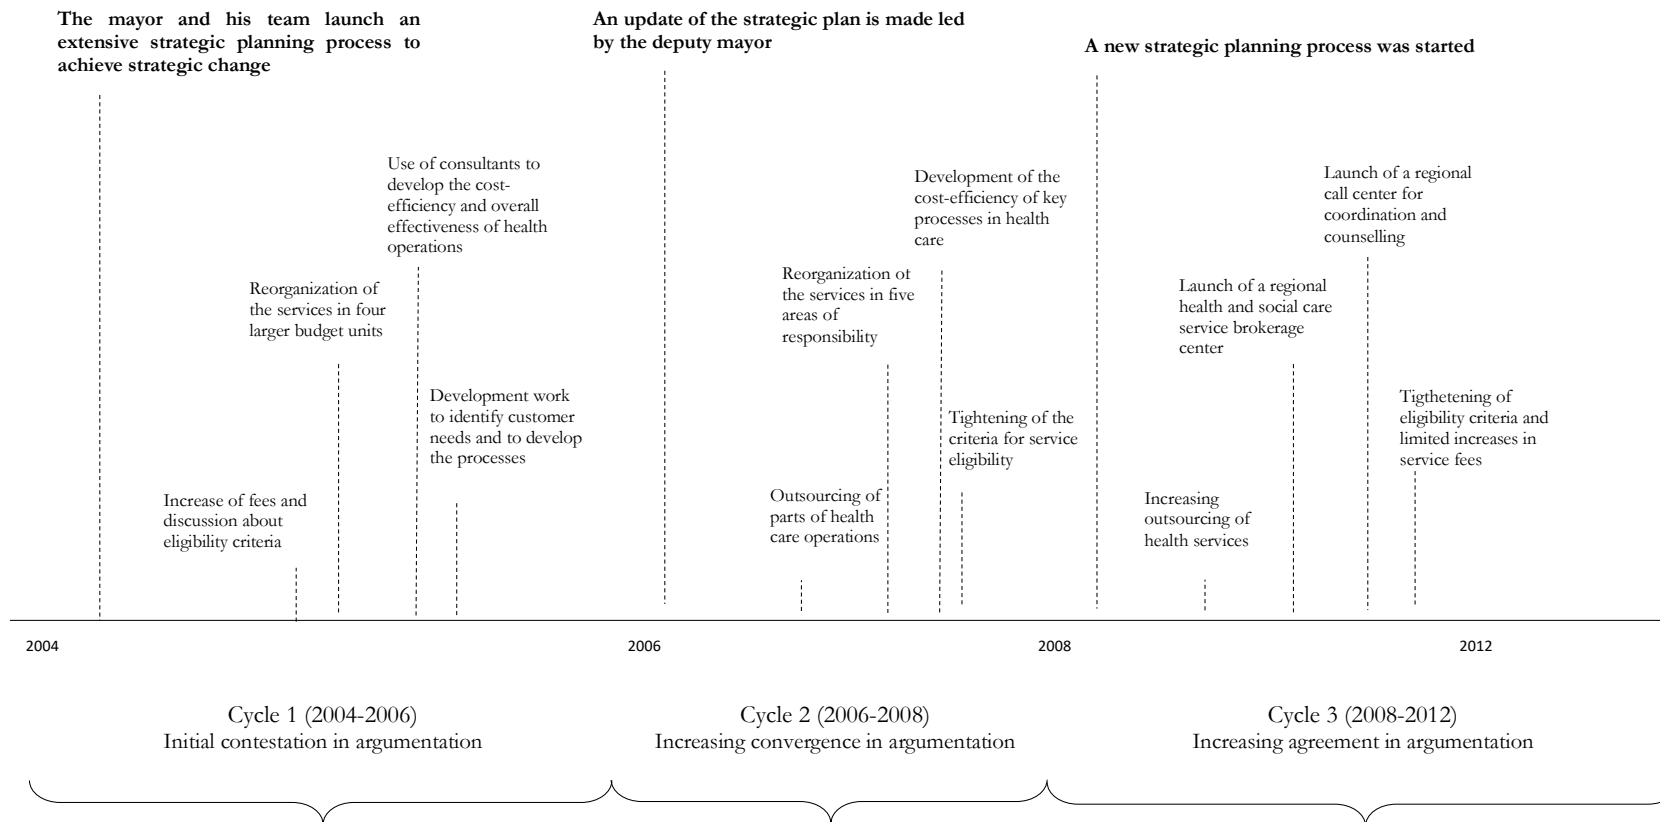 The mayor and his team launch an
extensive strategic planning process to
achieve strategic change
An update of the strategic plan is made led
by the deputy mayor
A new strategic planning process was started
Use of consultants to
develop the cost-
efficiency and overall
effectiveness of health
operations
Reorganization of
the services in four
larger budget units
Development work
to identify customer
needs and to develop
the processes
Increase of fees and
discussion about
eligibility criteria
Development of the
cost-efficiency of key
processes in health
care
Reorganization of
the services in five
areas of
responsibility
Tightening of the
criteria for service
eligibility
Outsourcing of
parts of health
care operations
Launch of a regional
call center for
coordination and
counselling
Launch of a regional
health and social care
service brokerage
center
Tigthetening of
eligibility criteria and
limited increases in
service fees
Increasing
outsourcing of
health services
2004
2006
2008
2012
Cycle 1 (2004-2006)
Initial contestation in argumentation
Cycle 2 (2006-2008)
Increasing convergence in argumentation
Cycle 3 (2008-2012)
Increasing agreement in argumentation